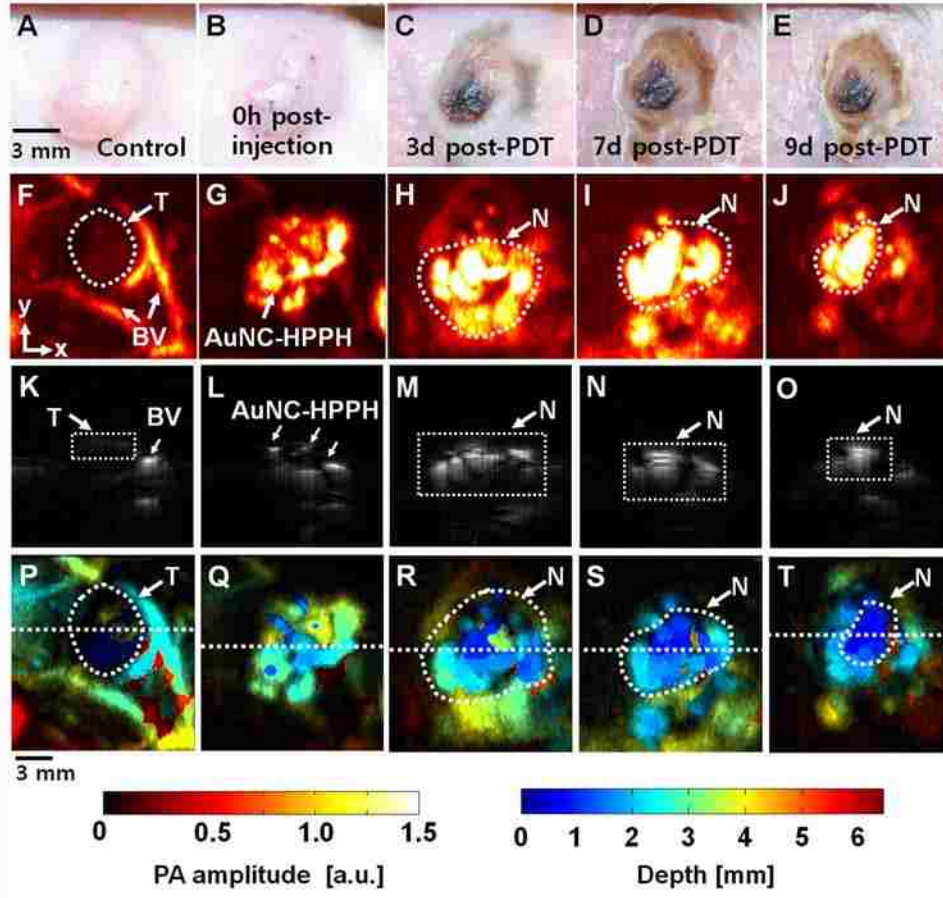 A B C D E
3 mm Control
0h post-
injection
3d post-PDT
7d post-PDT
9d post-PDT
F T G H N I N J N
y
x
BV
AuNC-HPPH
K T BV
L AuNC-HPPH
M N
N N
O N
P T Q R N S N T N
3 mm
0 0.5 1.0 1.5
PA amplitude [a.u.]
0 1 2 3 4 5 6
Depth [mm]